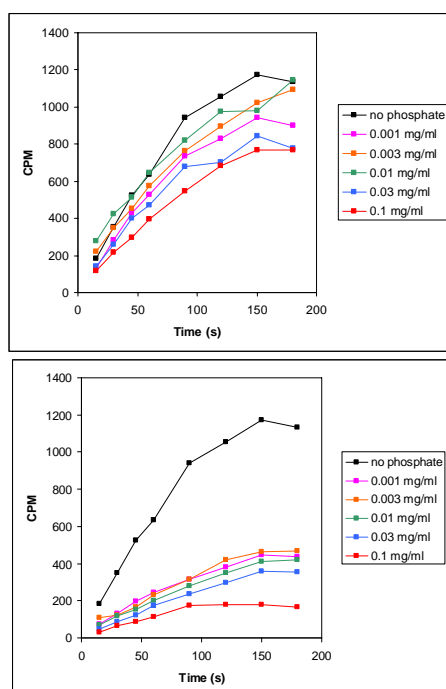 1400
1200
1000
800
600
400
200
0
CPM
0 50 100 150 200
Time (s)
no phosphate
0.001 mg/ml
0.003 mg/ml
0.01 mg/ml
0.03 mg/ml
0.1 mg/ml
1400
1200
1000
800
600
400
200
0
CPM
0 50 100 150 200
Time (s)
no phosphate
0.001 mg/ml
0.003 mg/ml
0.01 mg/ml
0.03 mg/ml
0.1 mg/ml